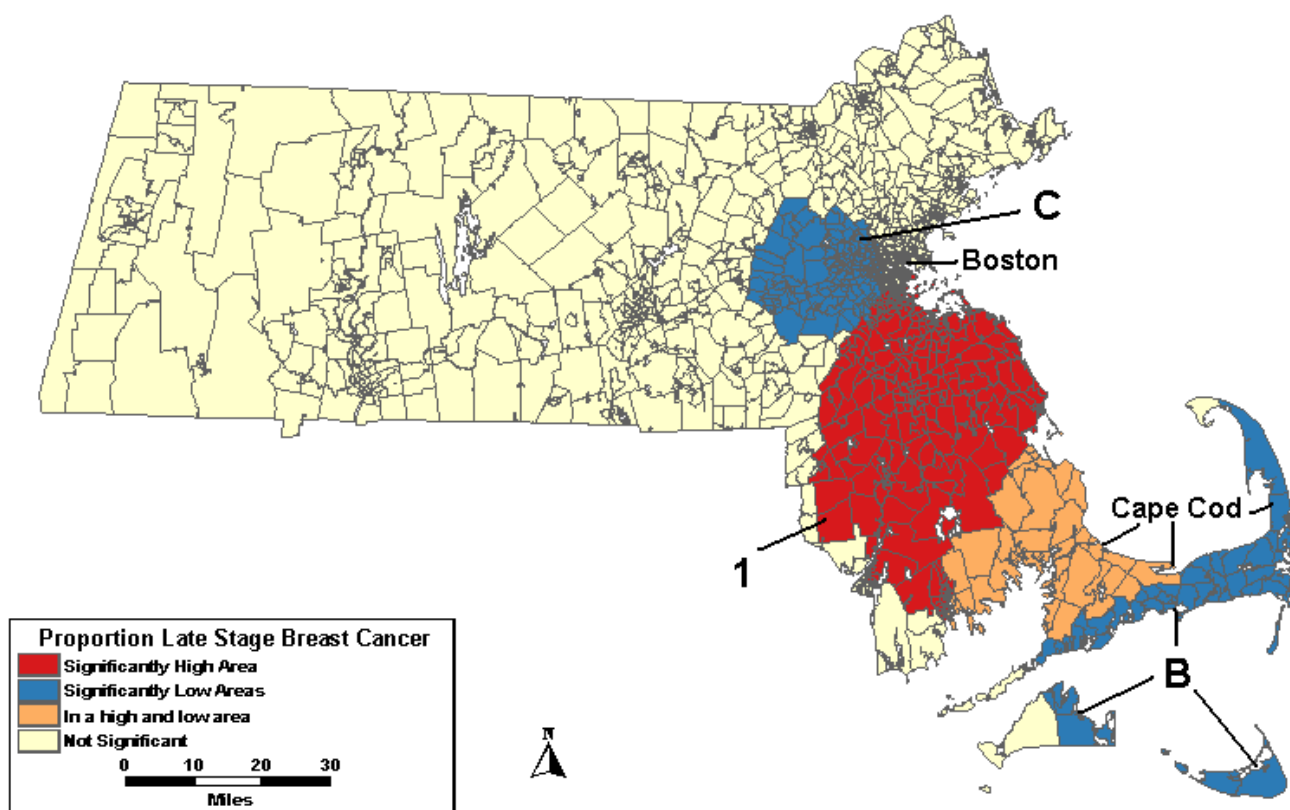 C
Boston
Cape Cod
1
B
Proportion Late Stage Breast Cancer
Significantly High Area
Significantly Low Areas
In a high and low area
Not Significant
0 10 20 30
Miles
N